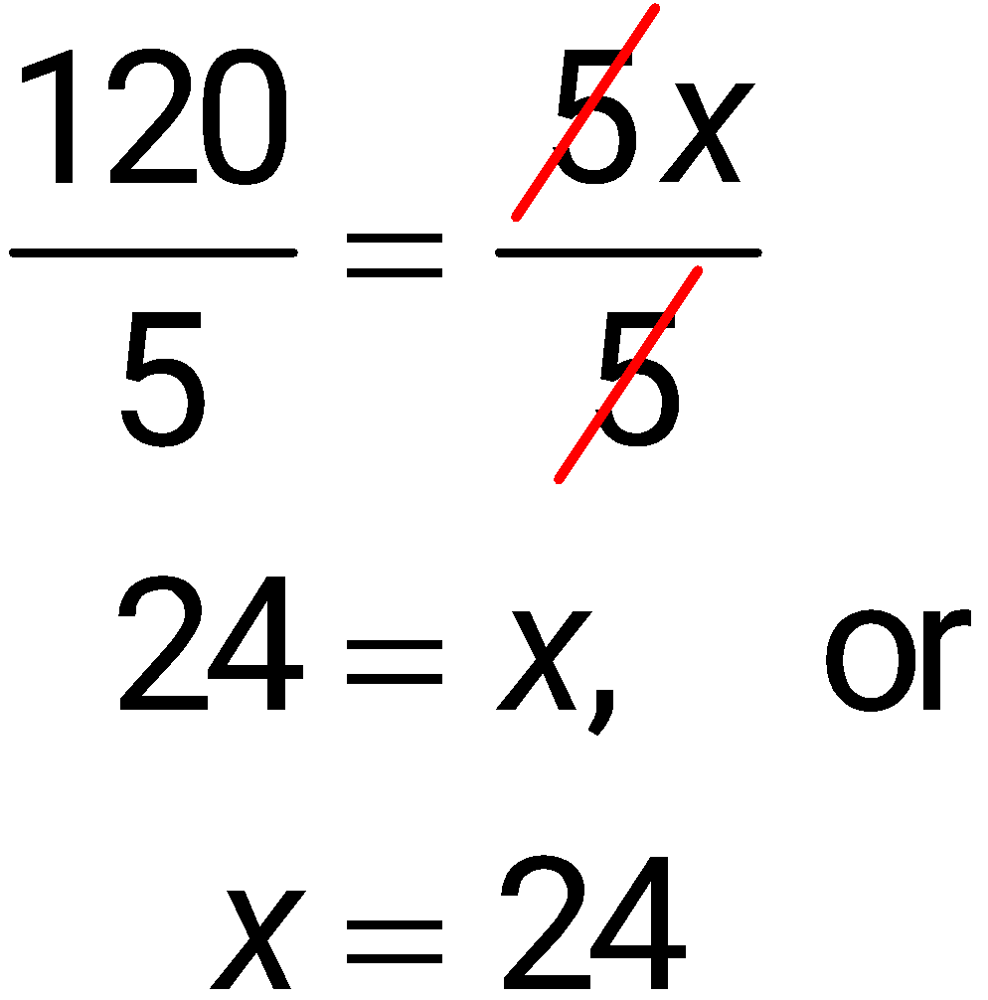 120/5 = 5x/5
24 = x, or
x = 24